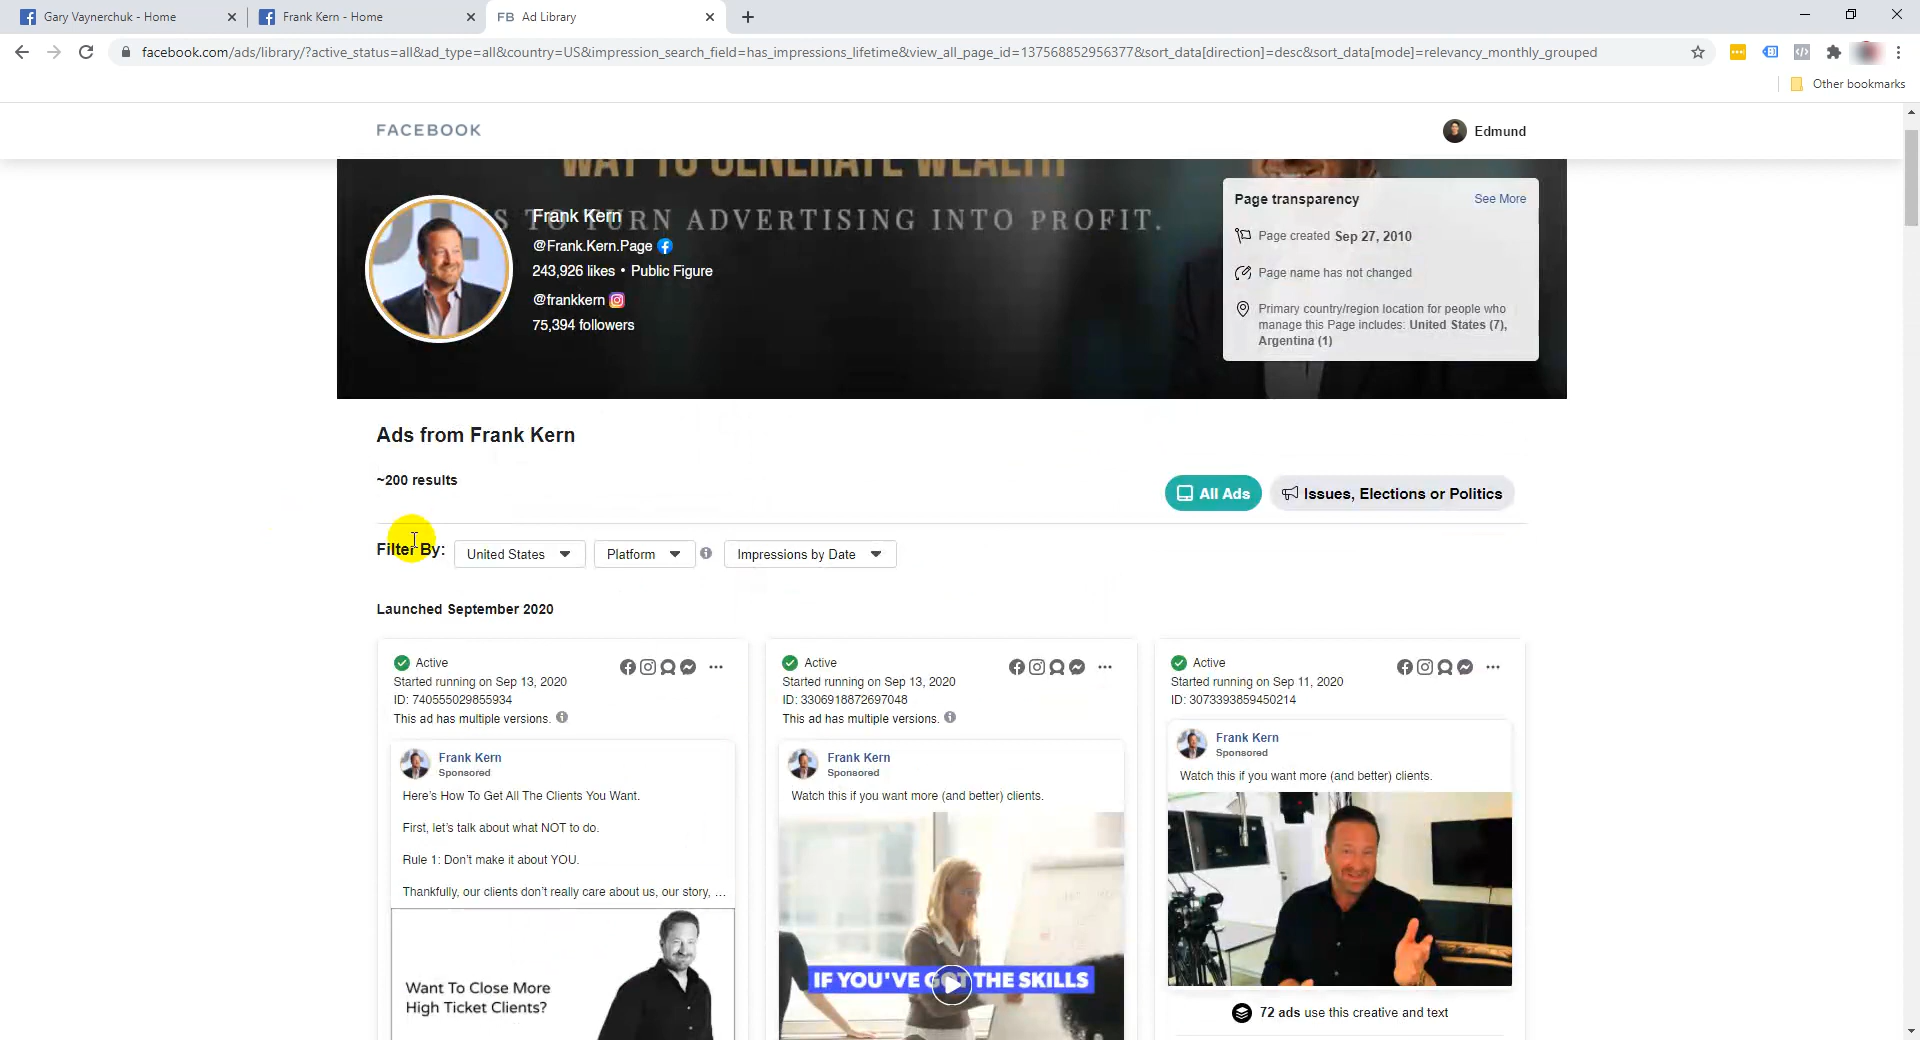 Gary Vaynerchuk - Home
Frank Kern - Home
FB Ad Library
facebook.com/ads/library/?active_status=all&ad_type=all&country=US&impression_search_field=has_impressions_lifetime&view_all_page_id=137568852956377&sort_data[direction]=desc&sort_data[mode]=relevancy_monthly_grouped
Other bookmarks
FACEBOOK
Edmund
WAY TO GENERATE WEALTH
IS TO TURN ADVERTISING INTO PROFIT.
Frank Kern
@Frank.Kern.Page
243,926 likes • Public Figure
@frankkern
75,394 followers
Page transparency
See More
Page created Sep 27, 2010
Page name has not changed
Primary country/region location for people who
manage this Page includes: United States (7),
Argentina (1)
Ads from Frank Kern
~200 results
All Ads
Issues, Elections or Politics
Filter By:
United States
Platform
Impressions by Date
Launched September 2020
Active
Started running on Sep 13, 2020
ID: 740555029855934
This ad has multiple versions.
Frank Kern
Sponsored
Here's How To Get All The Clients You Want.
First, let's talk about what NOT to do.
Rule 1: Don't make it about YOU.
Thankfully, our clients don't really care about us, our story, ...
Want To Close More
High Ticket Clients?
Active
Started running on Sep 13, 2020
ID: 3306918872697048
This ad has multiple versions.
Frank Kern
Sponsored
Watch this if you want more (and better) clients.
IF YOU'VE GOT THE SKILLS
Active
Started running on Sep 11, 2020
ID: 3073393859450214
Frank Kern
Sponsored
Watch this if you want more (and better) clients.
72 ads use this creative and text